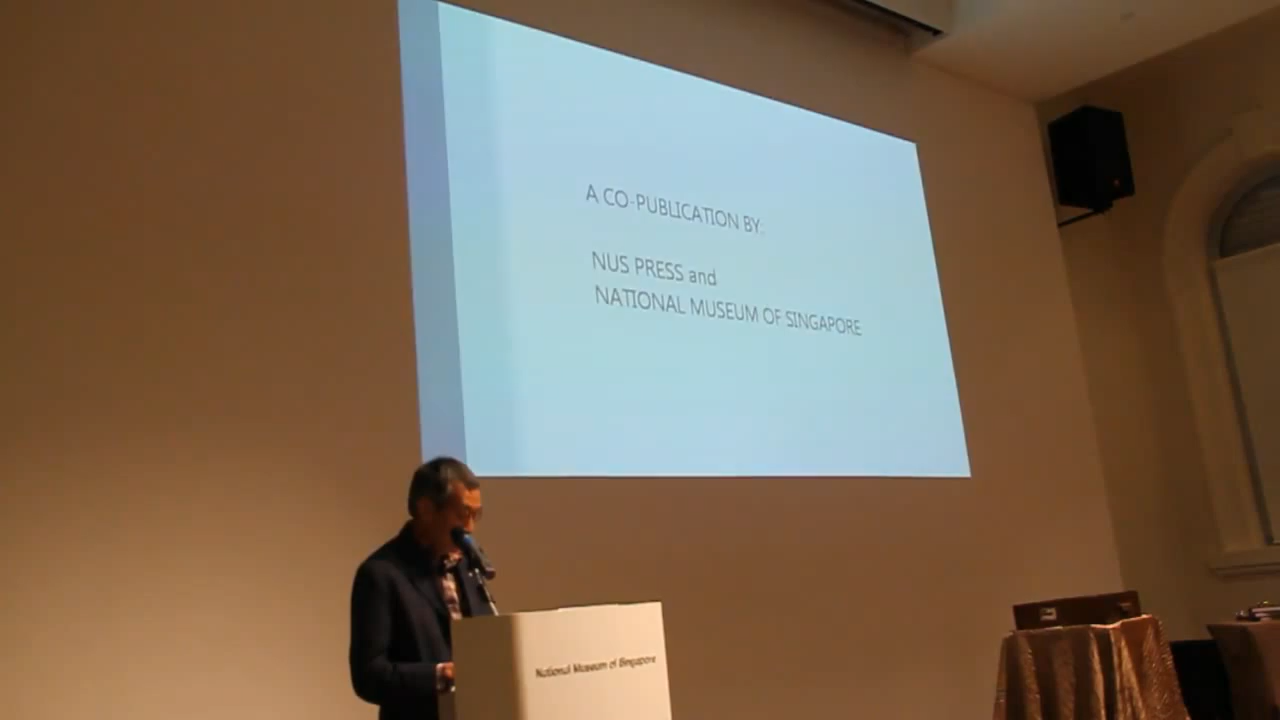 A CO-PUBLICATION BY:
NUS PRESS and
NATIONAL MUSEUM OF SINGAPORE
National Museum of Singapore